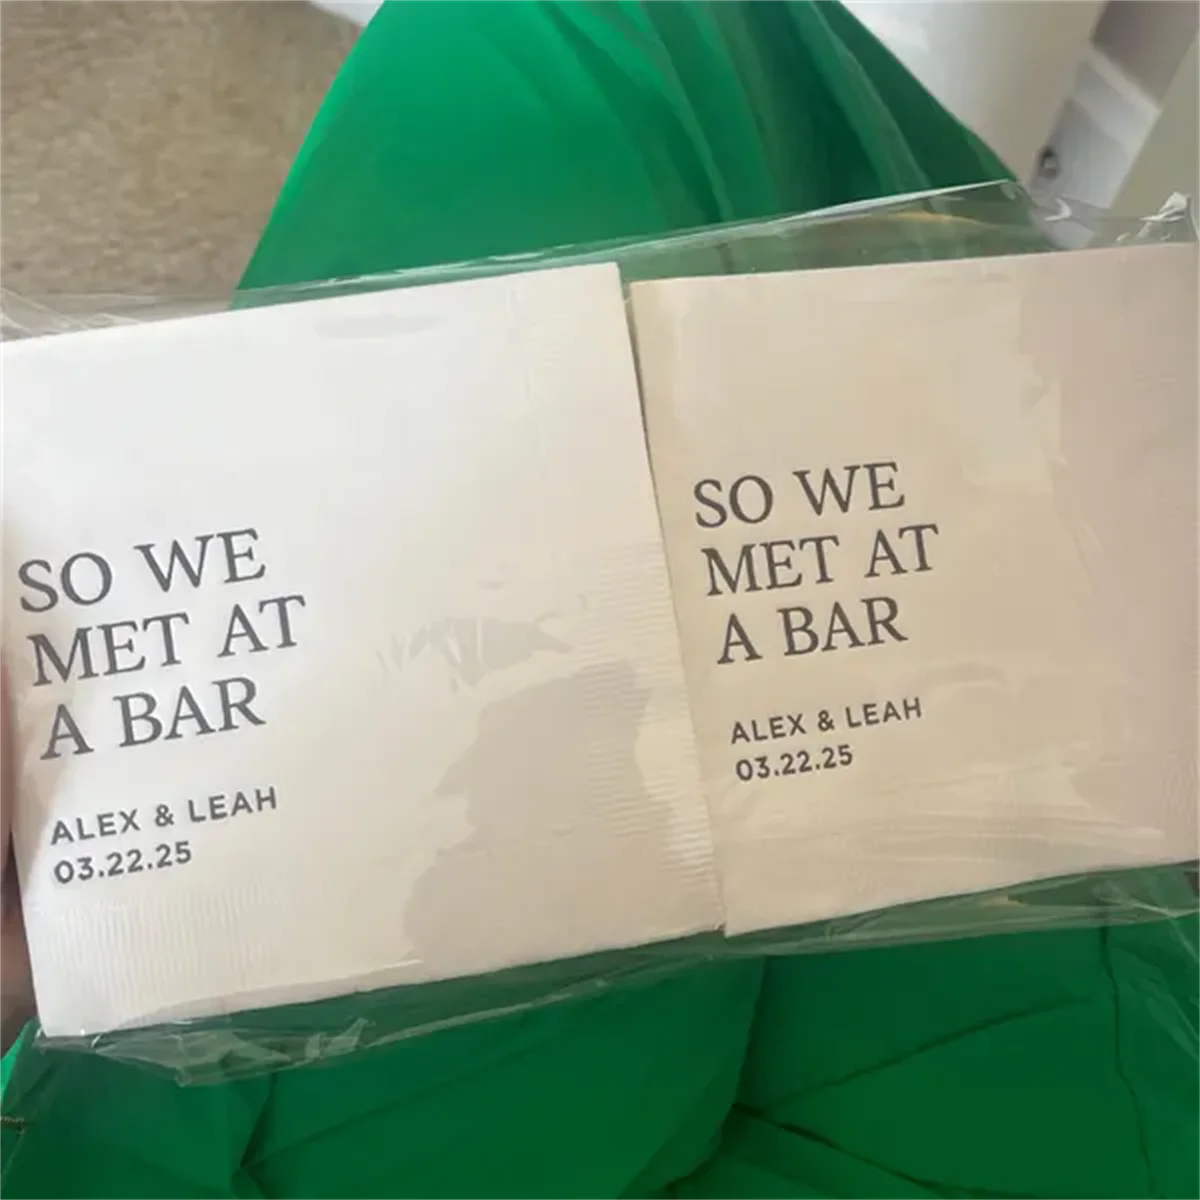 SO WE
MET AT
A BAR
ALEX & LEAH
03.22.25
SO WE
MET AT
A BAR
ALEX & LEAH
03.22.25